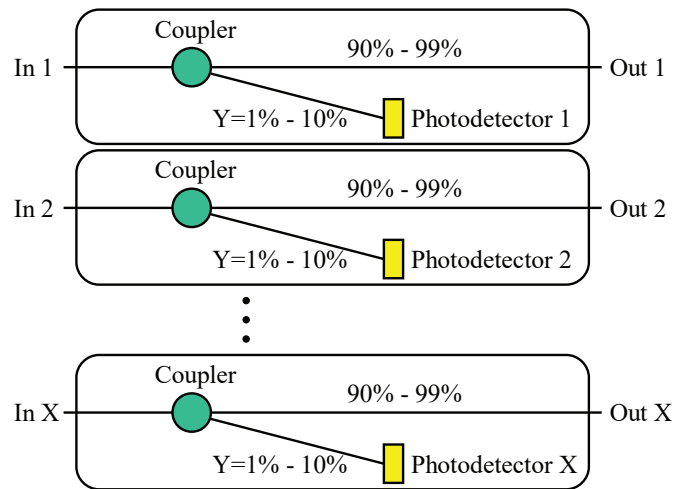 Coupler
90% - 99%
In 1
Out 1
Y=1% - 10%
Photodetector 1
Coupler
90% - 99%
In 2
Out 2
Y=1% - 10%
Photodetector 2
Coupler
90% - 99%
In X
Out X
Y=1% - 10%
Photodetector X